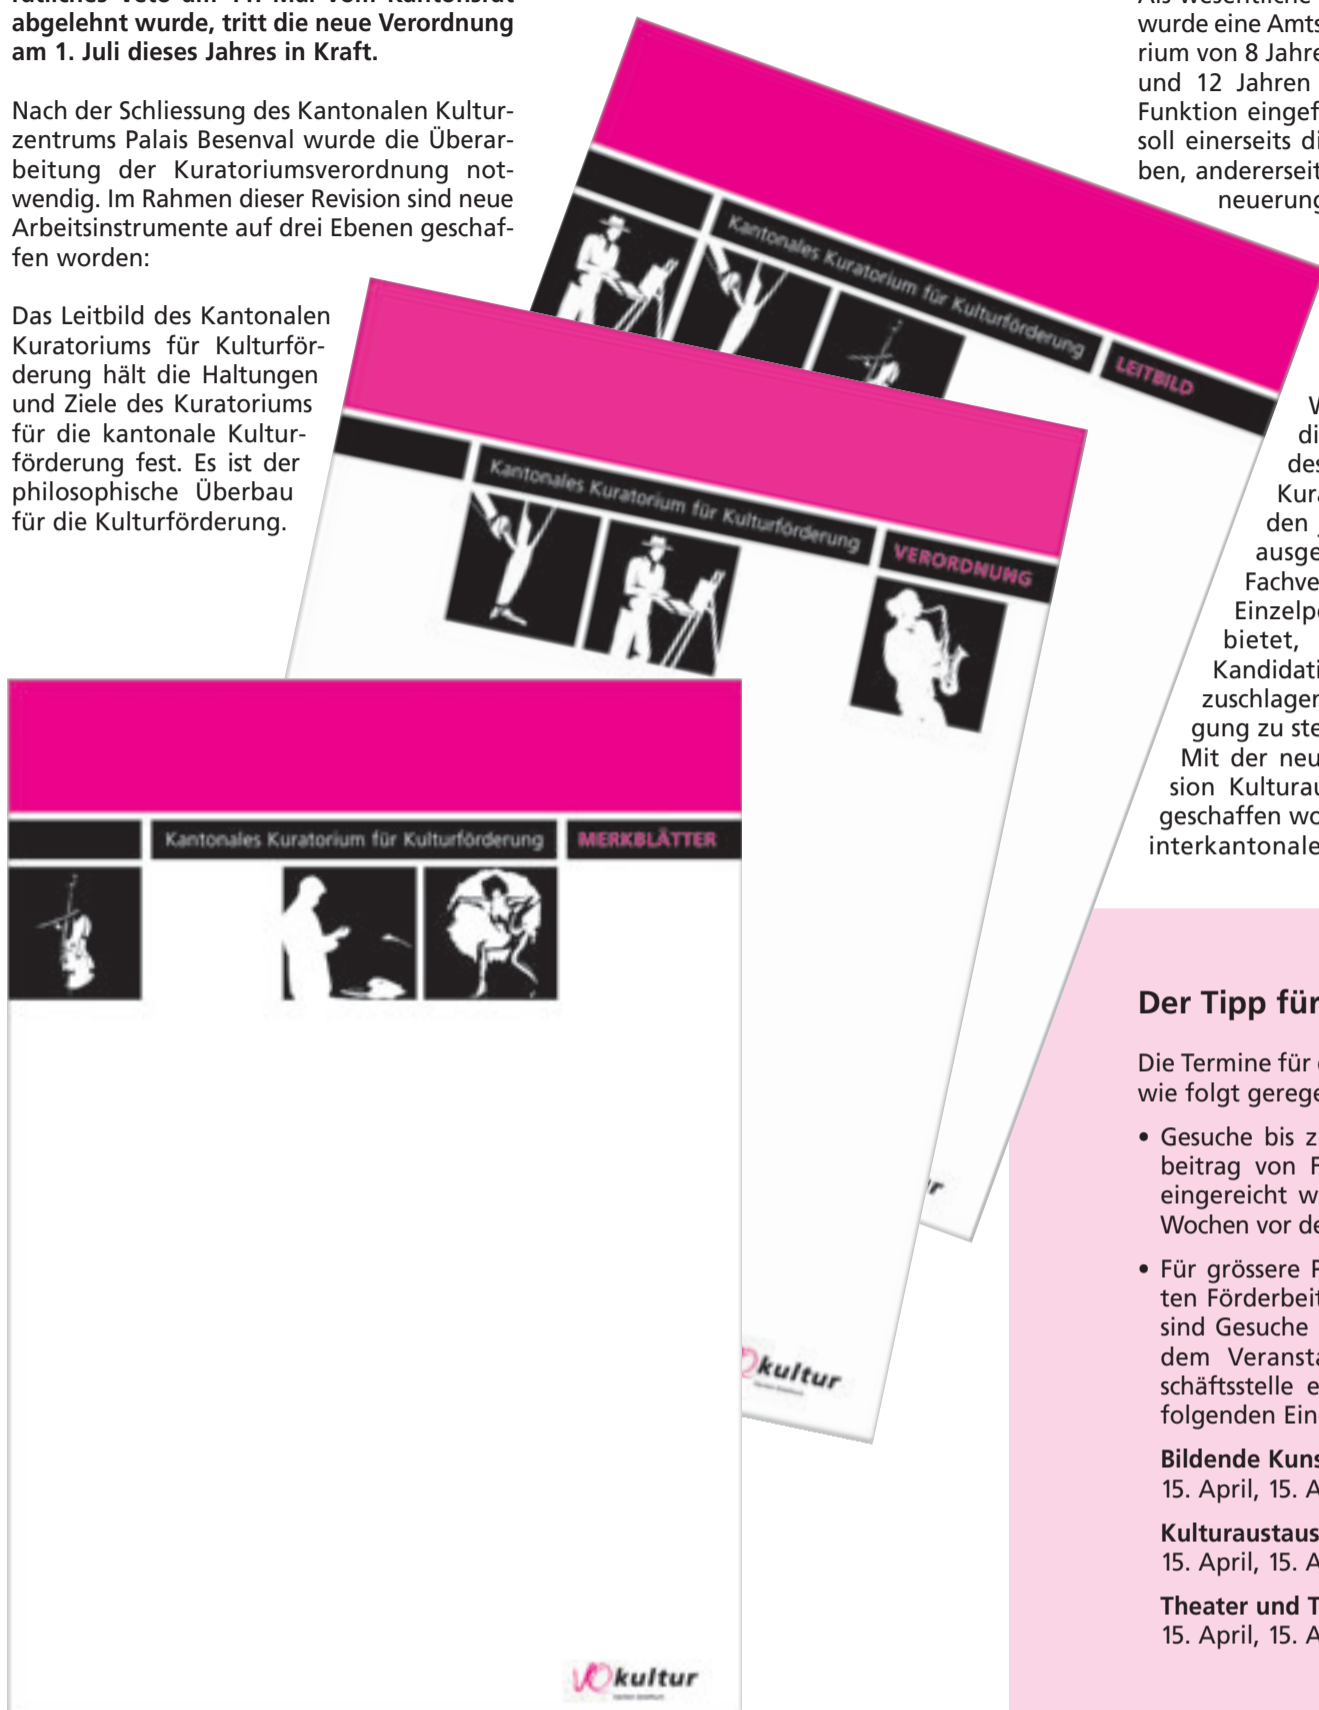 abgelehnt wurde, tritt die neue Verordnung
am 1. Juli dieses Jahres in Kraft.
Nach der Schliessung des Kantonalen Kultur-
zentrums Palais Besenval wurde die Überar-
beitung der Kuratoriumsverordnung not-
wendig. Im Rahmen dieser Revision sind neue
Arbeitsinstrumente auf drei Ebenen geschaf-
fen worden:
Das Leitbild des Kantonalen
Kuratoriums für Kulturför-
derung hält die Haltungen
und Ziele des Kuratoriums
für die kantonale Kultur-
förderung fest. Es ist der
philosophische Überbau
für die Kulturförderung.
Kantonales Kuratorium für Kulturförderung LEITBILD
Kantonales Kuratorium für Kulturförderung VERORDNUNG
kultur
Kantonales Kuratorium für Kulturförderung MERKBLÄTTER
kultur
wurde eine Amts
rium von 8 Jahre
und 12 Jahren
Funktion eingef
soll einerseits di
ben, andererseit
neuerung
W
di
des
Kura
den
ausge
Fachve
Einzelpe
bietet,
Kandidati
zuschlagen
gung zu ste
Mit der neu
sion Kulturau
geschaffen wo
interkantonale
Der Tipp für
Die Termine für
wie folgt gerege
• Gesuche bis z
beitrag von F
eingereicht w
Wochen vor de
• Für grössere P
ten Förderbeit
sind Gesuche
dem Veransta
schäftsstelle e
folgenden Ein
Bildende Kuns
15. April, 15. A
Kulturaustaus
15. April, 15. A
Theater und T
15. April, 15. A